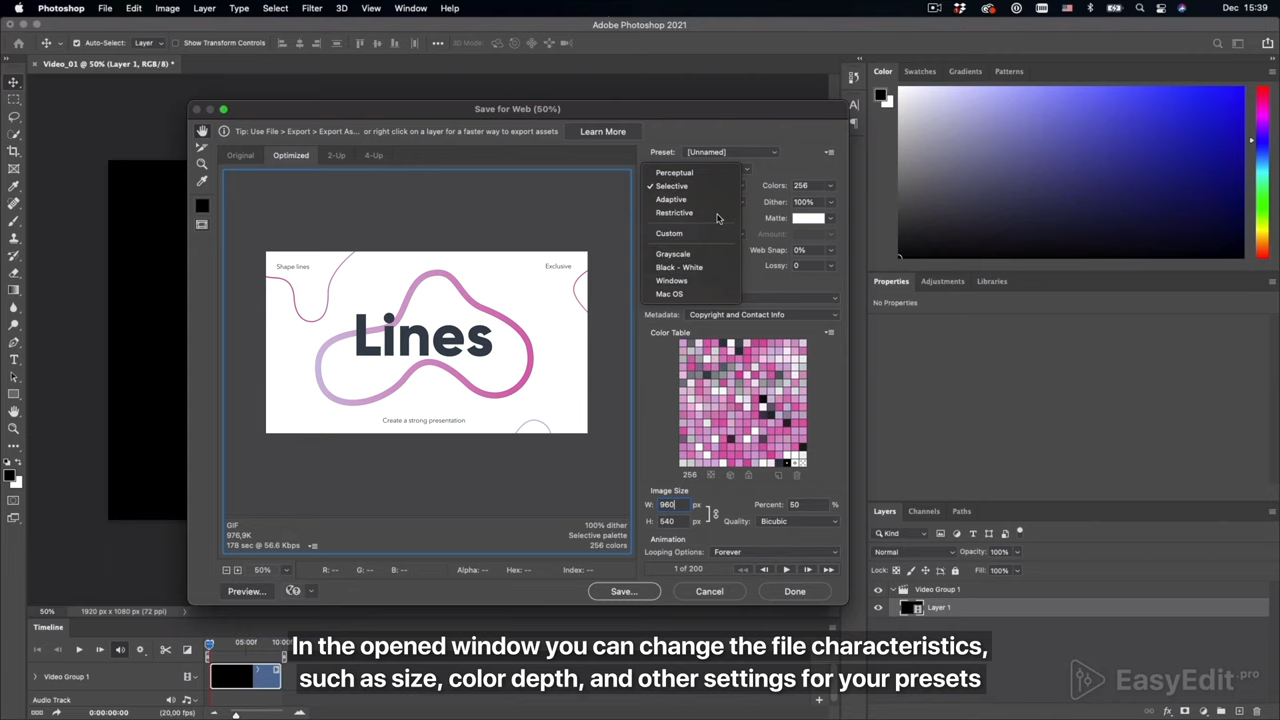 Photoshop File Edit Image Layer Type Select Filter 3D View Window Help Dec 15:39
Adobe Photoshop 2021
Auto-Select: Layer Show Transform Controls 3D Mode:
Video_01 @ 50% (Layer 1, RGB/8) *
Color Swatches Gradients Patterns
Save for Web (50%)
Tip: Use File > Export > Export As... or right click on a layer for a faster way to export assets Learn More
Original Optimized 2-Up 4-Up
Preset: [Unnamed]
Perceptual
Selective
Adaptive
Restrictive
Custom
Grayscale
Black - White
Windows
Mac OS
Colors: 256
Dither: 100%
Matte:
Amount:
Web Snap: 0%
Lossy: 0
Metadata: Copyright and Contact Info
Color Table
256
Shape lines
Exclusive
Lines
Create a strong presentation
GIF
976,9K
178 sec @ 56.6 Kbps
100% dither
Selective palette
256 colors
Image Size
W: 960 px Percent: 50 %
H: 540 px Quality: Bicubic
Animation
Looping Options: Forever
1 of 200
50% R: -- G: -- B: -- Alpha: -- Hex: -- Index: --
Preview... Save... Cancel Done
Properties Adjustments Libraries
No Properties
Layers Channels Paths
Kind
Normal Opacity: 100%
Lock: Fill: 100%
Video Group 1
Layer 1
50% 1920 px x 1080 px (72 ppi)
Timeline
05:00f 10:00f
Video Group 1
Audio Track
0:00:00:00 (20,00 fps)
In the opened window you can change the file characteristics,
such as size, color depth, and other settings for your presets
EasyEdit.pro